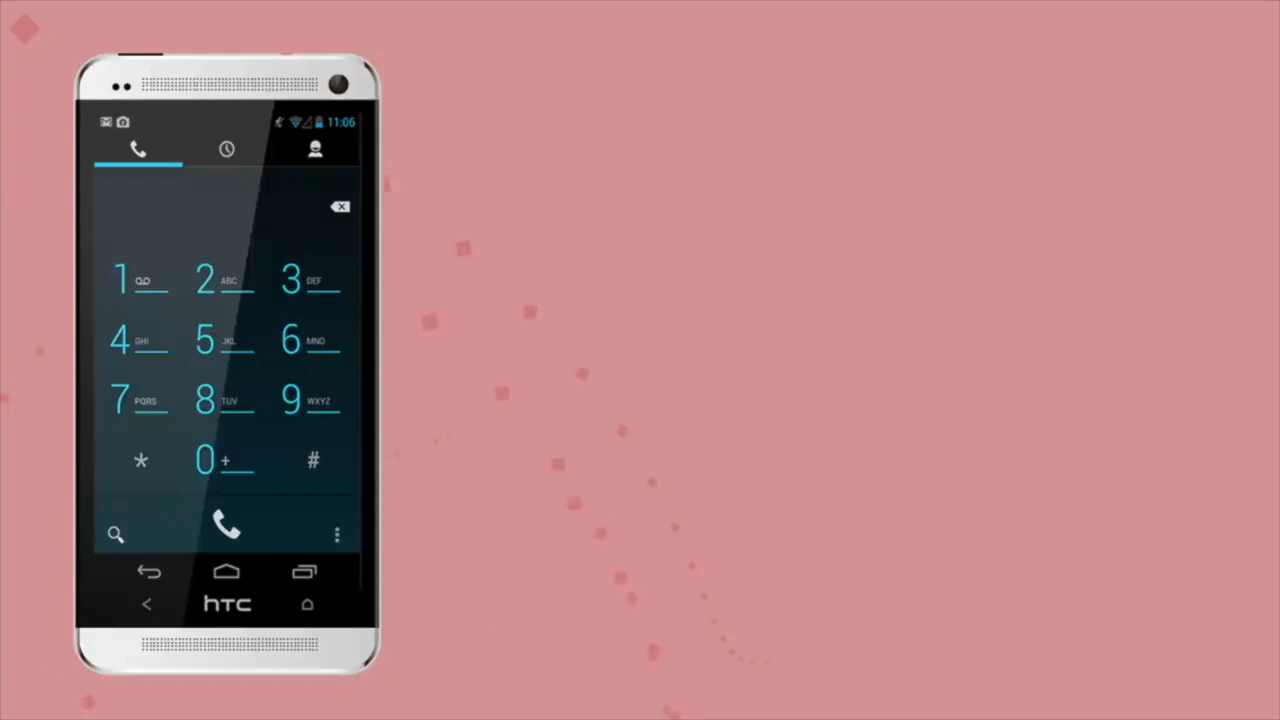 11:06
1 2 ABC 3 DEF
4 GHI 5 JKL 6 MNO
7 PQRS 8 TUV 9 WXYZ
* 0 + #
hTC